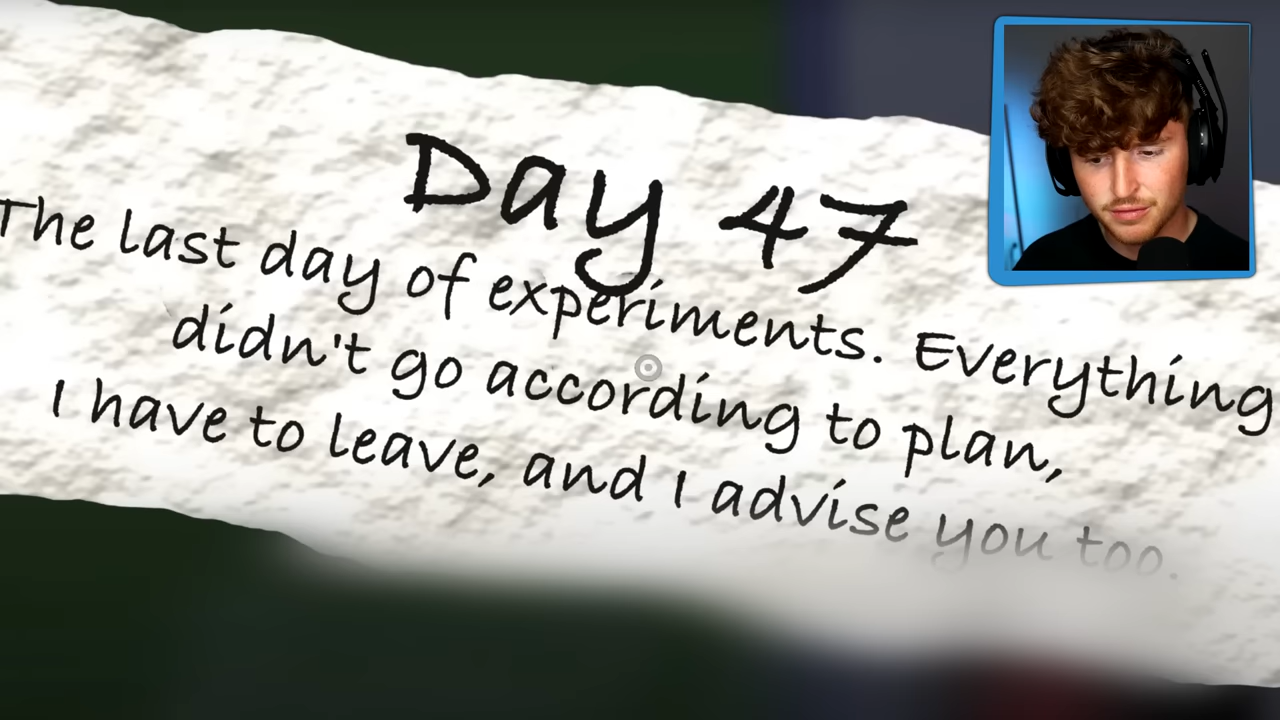 Day 47
The last day of experiments. Everything
didn't go according to plan,
I have to leave, and I advise you too.